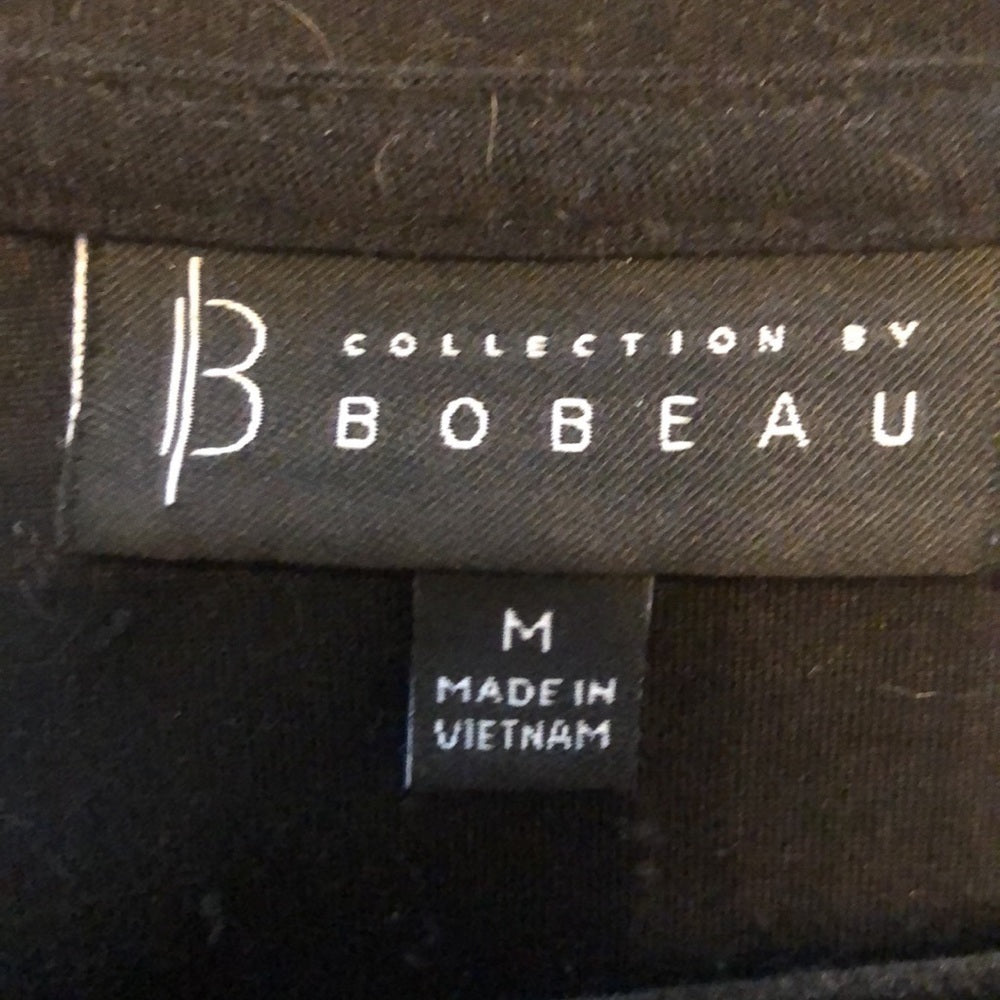 B
COLLECTION BY
BOBEAU
M
MADE IN
VIETNAM